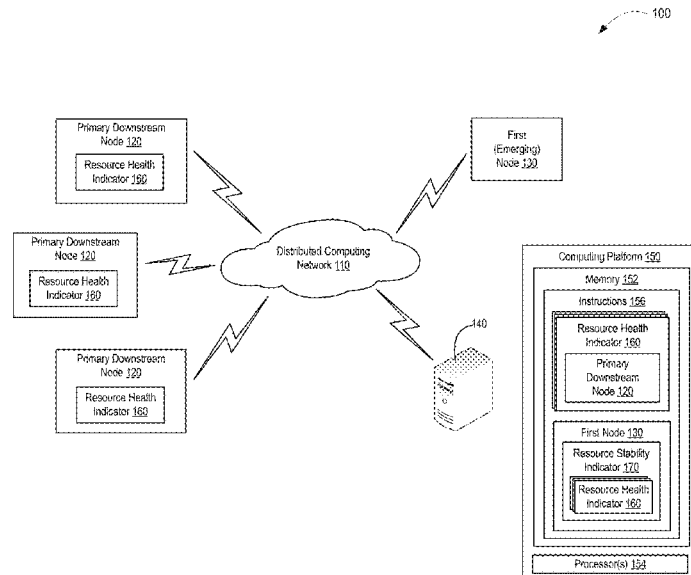 100
Primary Downstream
Node 120
Resource Health
Indicator 160
First
(Emerging)
Node 130
Primary Downstream
Node 120
Resource Health
Indicator 160
Distributed Computing
Network 110
Primary Downstream
Node 120
Resource Health
Indicator 160
140
Computing Platform 150
Memory 152
Instructions 156
Resource Health
Indicator 160
Primary
Downstream
Node 120
First Node 130
Resource Stability
Indicator 170
Resource Health
Indicator 160
Processor(s) 154